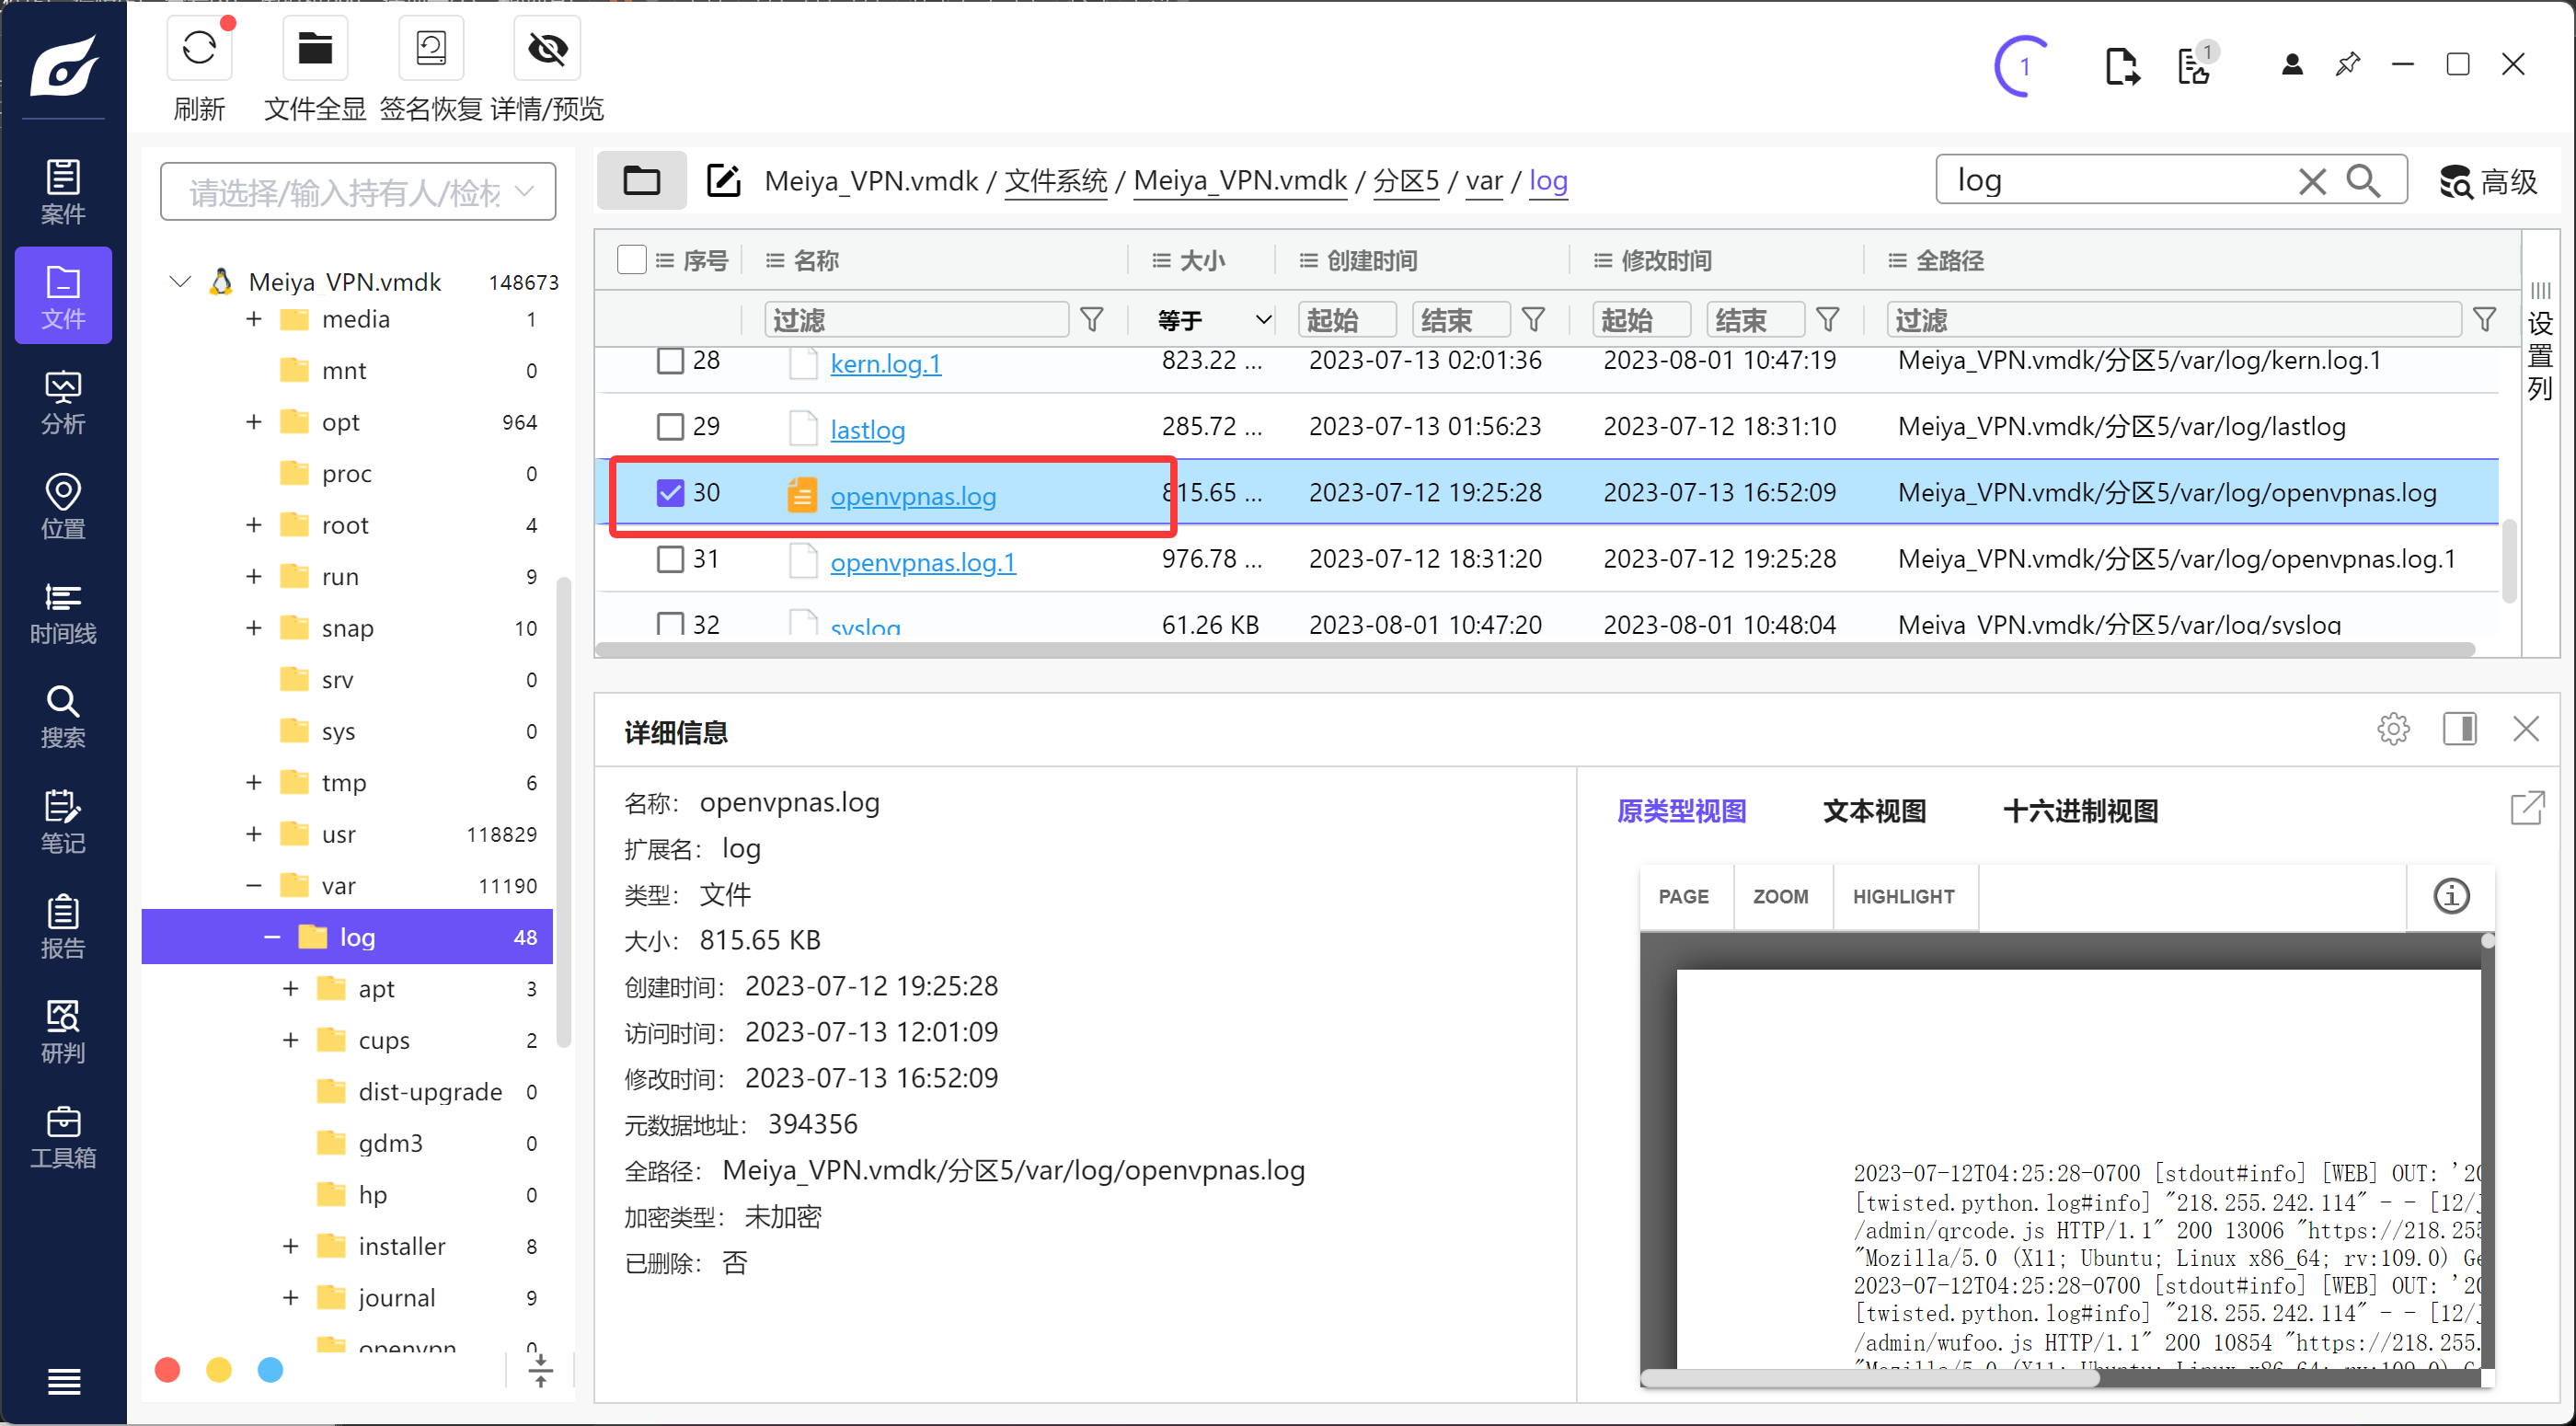 刷新
文件全显
签名恢复
详情/预览
1
1
案件
文件
分析
位置
时间线
搜索
笔记
报告
研判
工具箱
请选择/输入持有人/检材
Meiya_VPN.vmdk 148673
+ media 1
mnt 0
+ opt 964
proc 0
+ root 4
+ run 9
+ snap 10
srv 0
sys 0
+ tmp 6
+ usr 118829
− var 11190
− log 48
+ apt 3
+ cups 2
dist-upgrade 0
gdm3 0
hp 0
+ installer 8
+ journal 9
openvpn 0
Meiya_VPN.vmdk / 文件系统 / Meiya_VPN.vmdk / 分区5 / var / log
log
高级
序号 名称 大小 创建时间 修改时间 全路径
过滤 等于 起始 结束 起始 结束 过滤
28 kern.log.1 823.22 ... 2023-07-13 02:01:36 2023-08-01 10:47:19 Meiya_VPN.vmdk/分区5/var/log/kern.log.1
29 lastlog 285.72 ... 2023-07-13 01:56:23 2023-07-12 18:31:10 Meiya_VPN.vmdk/分区5/var/log/lastlog
30 openvpnas.log 815.65 ... 2023-07-12 19:25:28 2023-07-13 16:52:09 Meiya_VPN.vmdk/分区5/var/log/openvpnas.log
31 openvpnas.log.1 976.78 ... 2023-07-12 18:31:20 2023-07-12 19:25:28 Meiya_VPN.vmdk/分区5/var/log/openvpnas.log.1
32 syslog 61.26 KB 2023-08-01 10:47:20 2023-08-01 10:48:04 Meiya_VPN.vmdk/分区5/var/log/syslog
设置列
详细信息
名称： openvpnas.log
扩展名： log
类型： 文件
大小： 815.65 KB
创建时间： 2023-07-12 19:25:28
访问时间： 2023-07-13 12:01:09
修改时间： 2023-07-13 16:52:09
元数据地址： 394356
全路径： Meiya_VPN.vmdk/分区5/var/log/openvpnas.log
加密类型： 未加密
已删除： 否
原类型视图 文本视图 十六进制视图
PAGE ZOOM HIGHLIGHT
2023-07-12T04:25:28-0700 [stdout#info] [WEB] OUT: '20
[twisted.python.log#info] "218.255.242.114" - - [12/J
/admin/qrcode.js HTTP/1.1" 200 13006 "https://218.255
"Mozilla/5.0 (X11; Ubuntu; Linux x86_64; rv:109.0) Ge
2023-07-12T04:25:28-0700 [stdout#info] [WEB] OUT: '20
[twisted.python.log#info] "218.255.242.114" - - [12/J
/admin/wufoo.js HTTP/1.1" 200 10854 "https://218.255.
"Mozilla/5.0 (X11; Ubuntu; Linux x86_64; rv:109.0) Ge